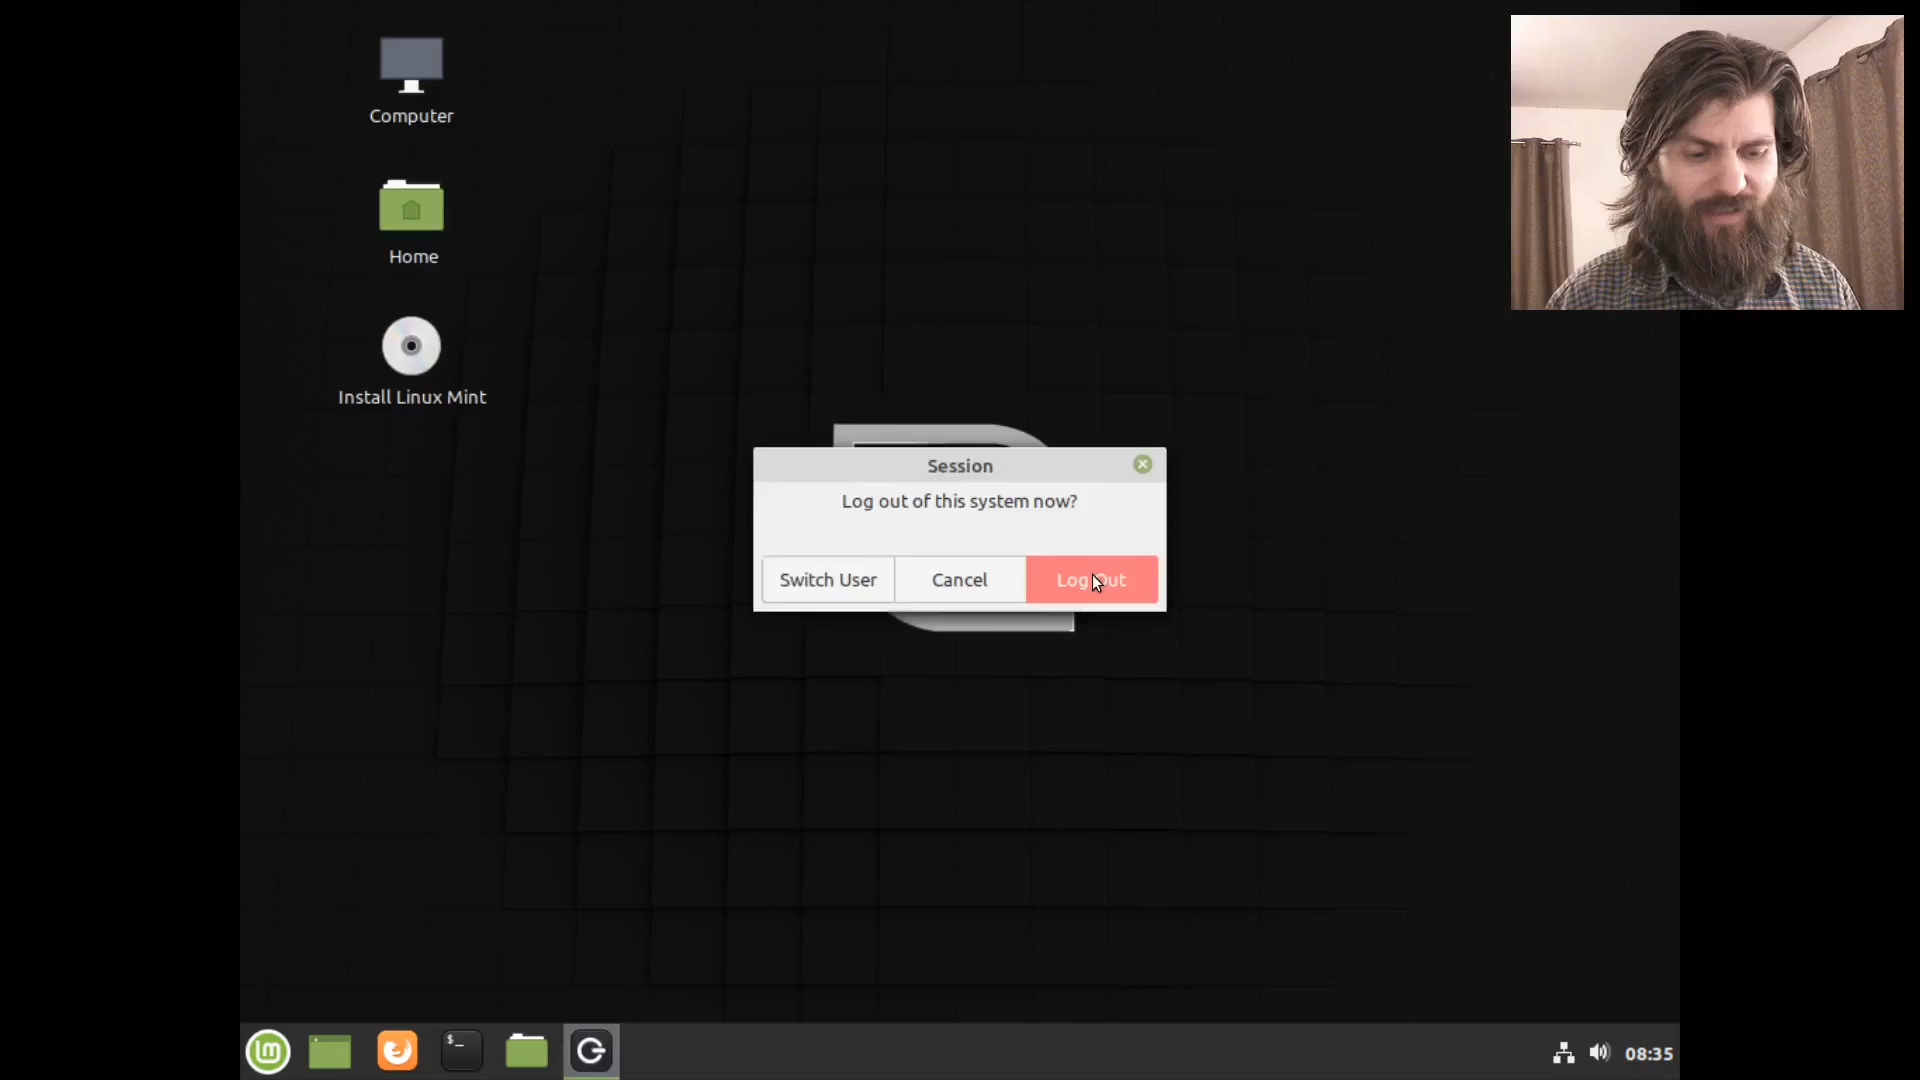 Computer
Home
Install Linux Mint
Session
Log out of this system now?
Switch User
Cancel
Log Out
$_
08:35